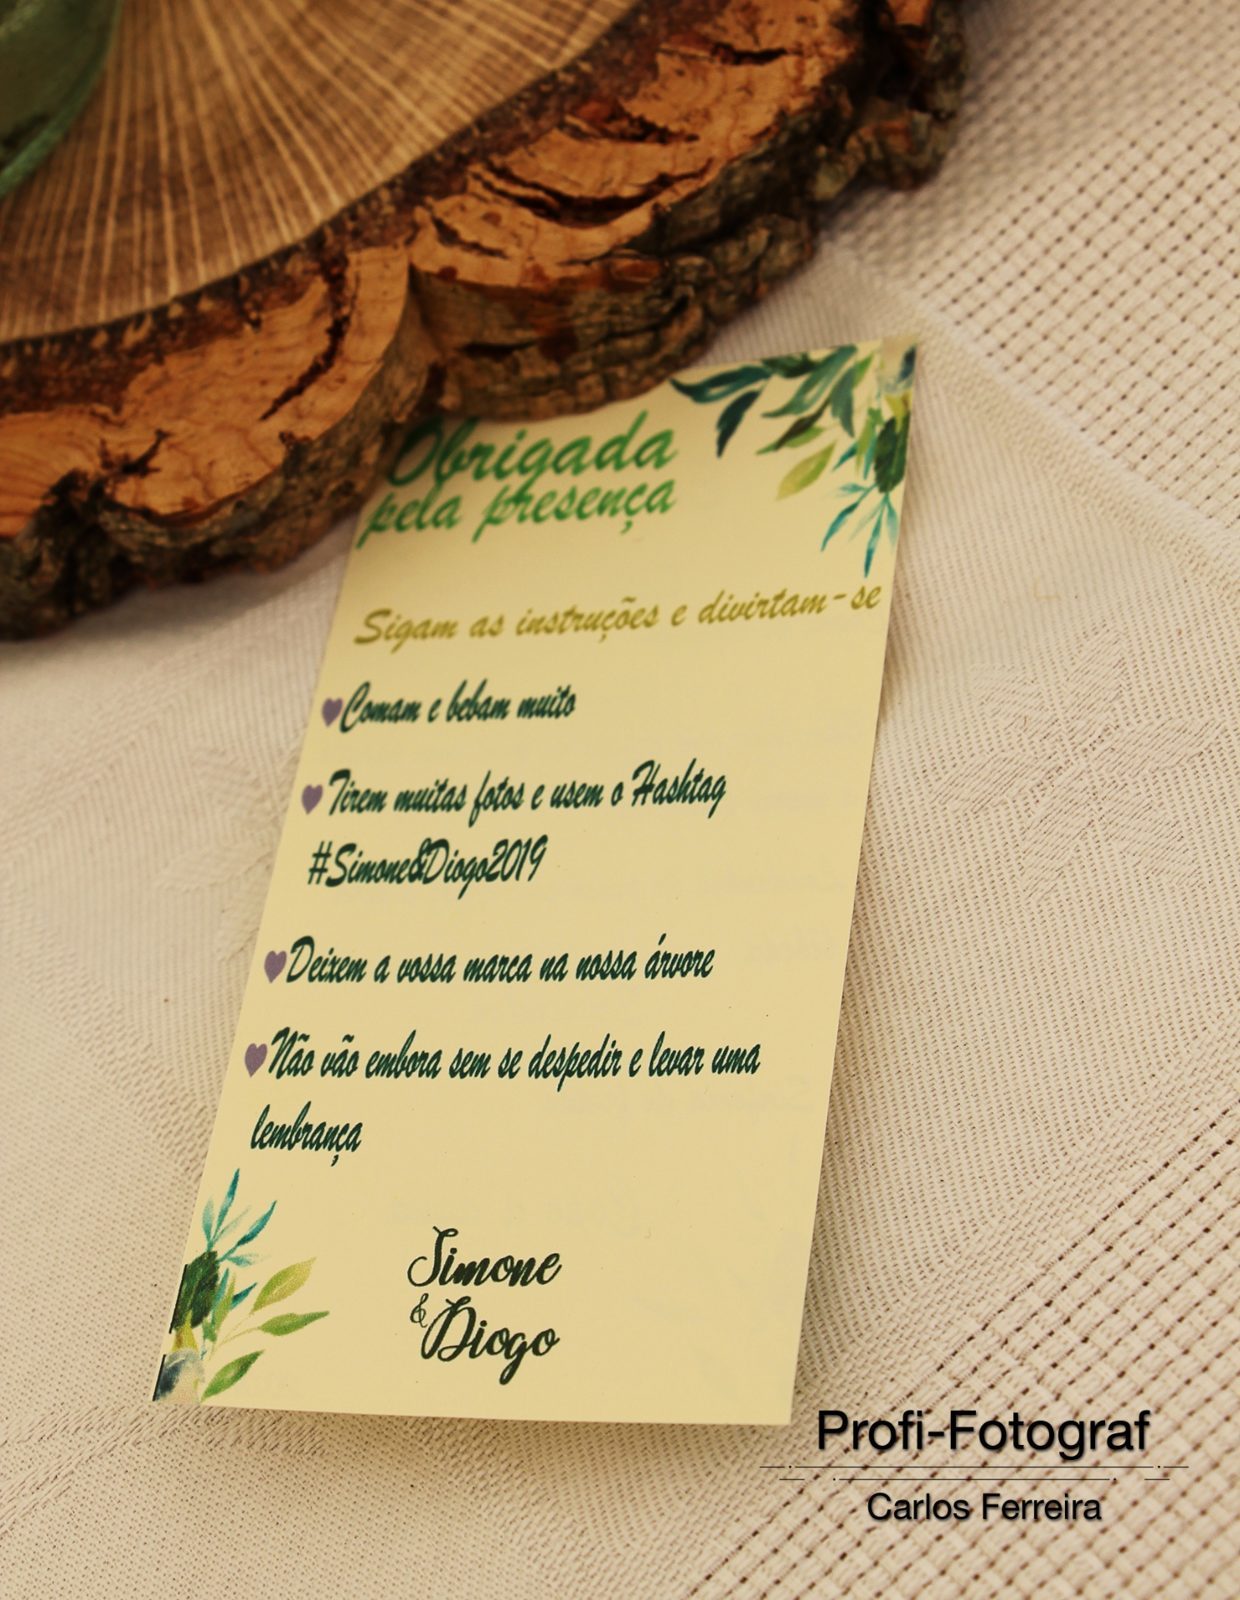 Obrigada
pela presença
Sigam as instruções e divirtam-se
Comam e bebam muito
Tirem muitas fotos e usem o Hashtag
#Simone&Diogo2019
Deixem a vossa marca na nossa árvore
Não vão embora sem se despedir e levar uma
lembrança
Simone
&Diogo
Profi-Fotograf
Carlos Ferreira